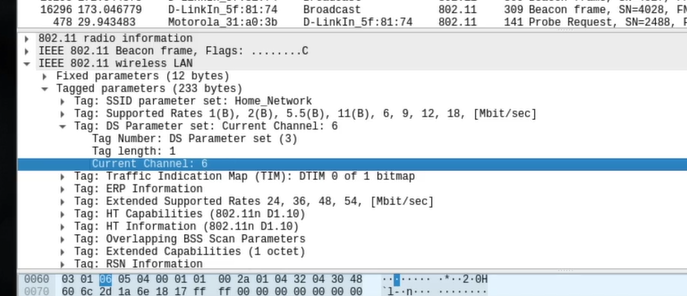 16296 173.046779 D-LinkIn_5f:81:74 Broadcast 802.11 309 Beacon frame, SN=4028,
478 29.943483 Motorola_31:a0:3b D-LinkIn_5f:81:74 802.11 141 Probe Request, SN=2488,
802.11 radio information
IEEE 802.11 Beacon frame, Flags: ........C
IEEE 802.11 wireless LAN
Fixed parameters (12 bytes)
Tagged parameters (233 bytes)
Tag: SSID parameter set: Home_Network
Tag: Supported Rates 1(B), 2(B), 5.5(B), 11(B), 6, 9, 12, 18, [Mbit/sec]
Tag: DS Parameter set: Current Channel: 6
Tag Number: DS Parameter set (3)
Tag length: 1
Current Channel: 6
Tag: Traffic Indication Map (TIM): DTIM 0 of 1 bitmap
Tag: ERP Information
Tag: Extended Supported Rates 24, 36, 48, 54, [Mbit/sec]
Tag: HT Capabilities (802.11n D1.10)
Tag: HT Information (802.11n D1.10)
Tag: Overlapping BSS Scan Parameters
Tag: Extended Capabilities (1 octet)
Tag: RSN Information
0060 03 01 06 05 04 00 01 01 00 2a 01 04 32 04 30 48 ········ ·*··2·0H
0070 60 6c 2d 1a 6e 18 17 ff ff 00 00 00 00 00 00 00 `l-·n··· ········